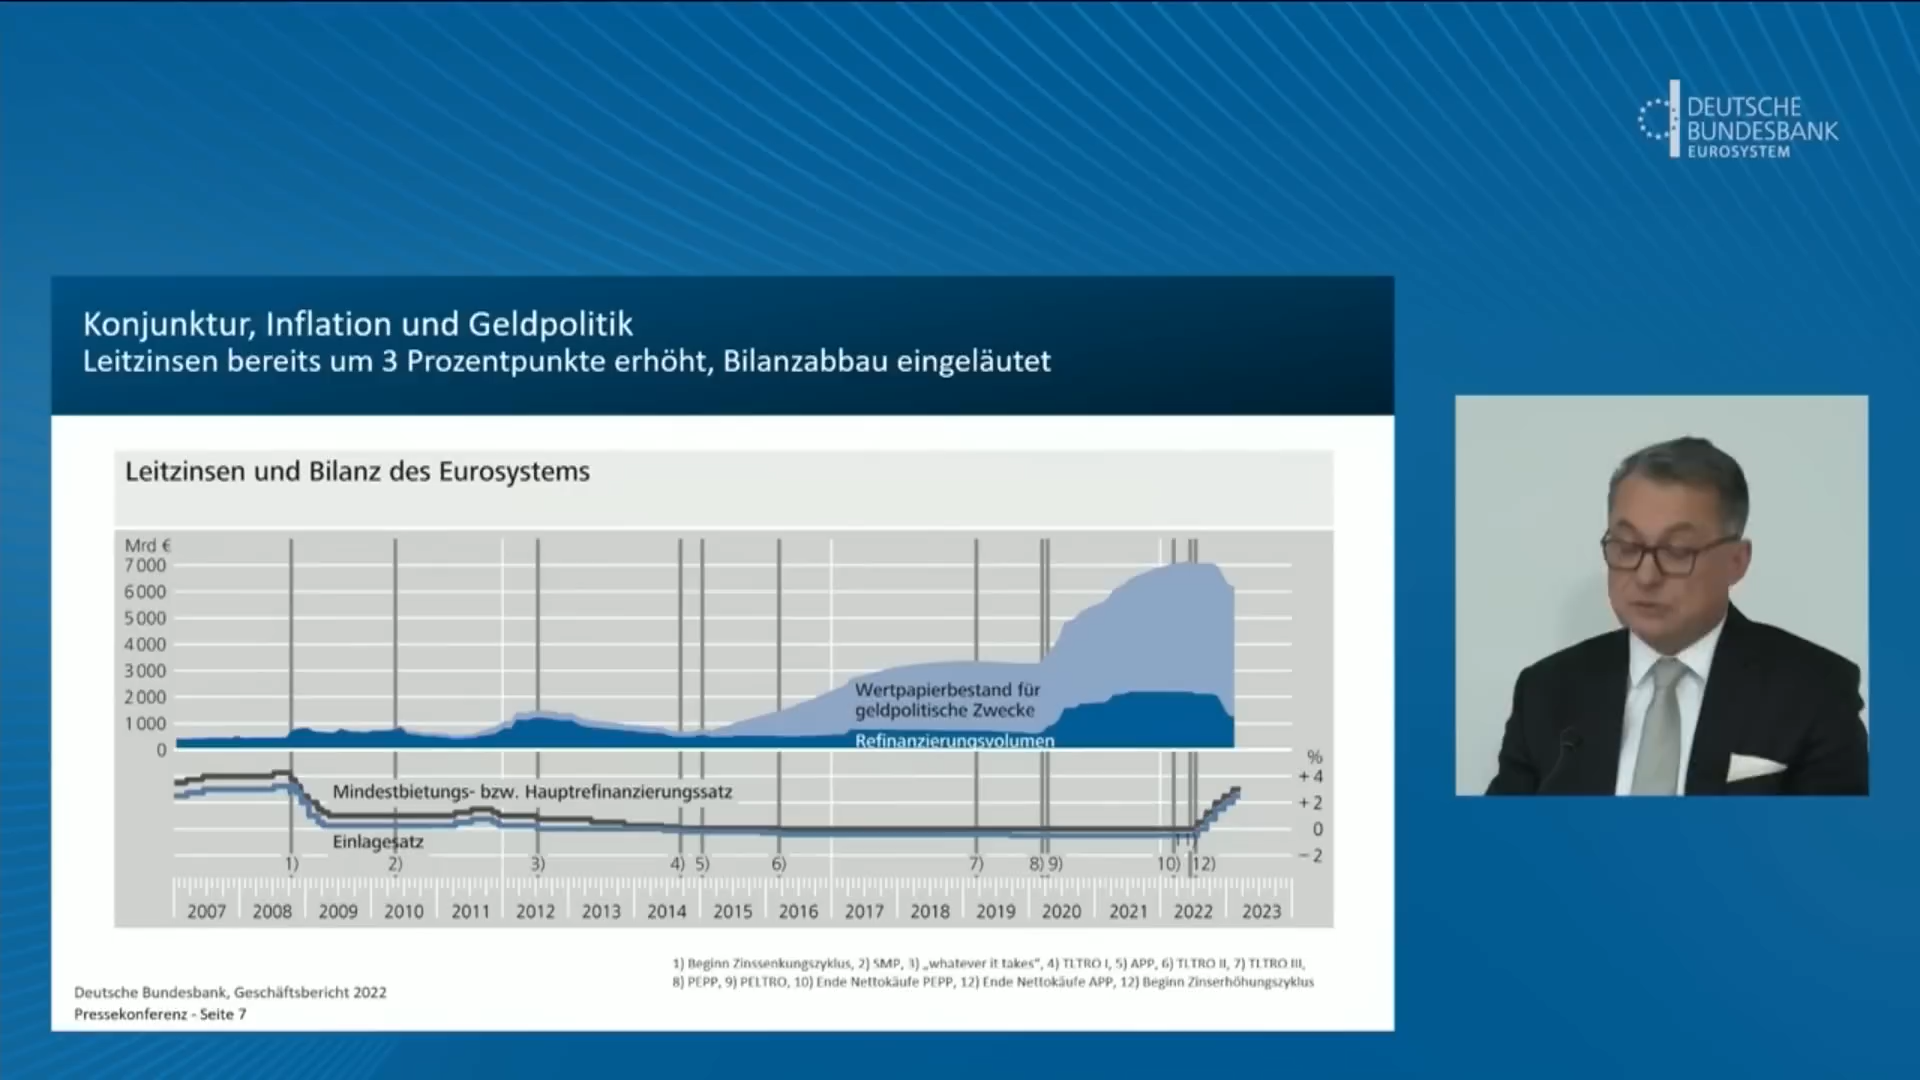 DEUTSCHE
BUNDESBANK
EUROSYSTEM
Konjunktur, Inflation und Geldpolitik
Leitzinsen bereits um 3 Prozentpunkte erhöht, Bilanzabbau eingeläutet
Leitzinsen und Bilanz des Eurosystems
Mrd €
7 000
6 000
5 000
4 000
3 000
2 000
1 000
0
Wertpapierbestand für
geldpolitische Zwecke
Refinanzierungsvolumen
%
+ 4
+ 2
0
– 2
Mindestbietungs- bzw. Hauptrefinanzierungssatz
Einlagesatz
1) 2) 3) 4) 5) 6) 7) 8) 9) 10) 12)
2007 2008 2009 2010 2011 2012 2013 2014 2015 2016 2017 2018 2019 2020 2021 2022 2023
1) Beginn Zinssenkungszyklus, 2) SMP, 3) „whatever it takes“, 4) TLTRO I, 5) APP, 6) TLTRO II, 7) TLTRO III,
8) PEPP, 9) PELTRO, 10) Ende Nettokäufe PEPP, 12) Ende Nettokäufe APP, 12) Beginn Zinserhöhungszyklus
Deutsche Bundesbank, Geschäftsbericht 2022
Pressekonferenz - Seite 7